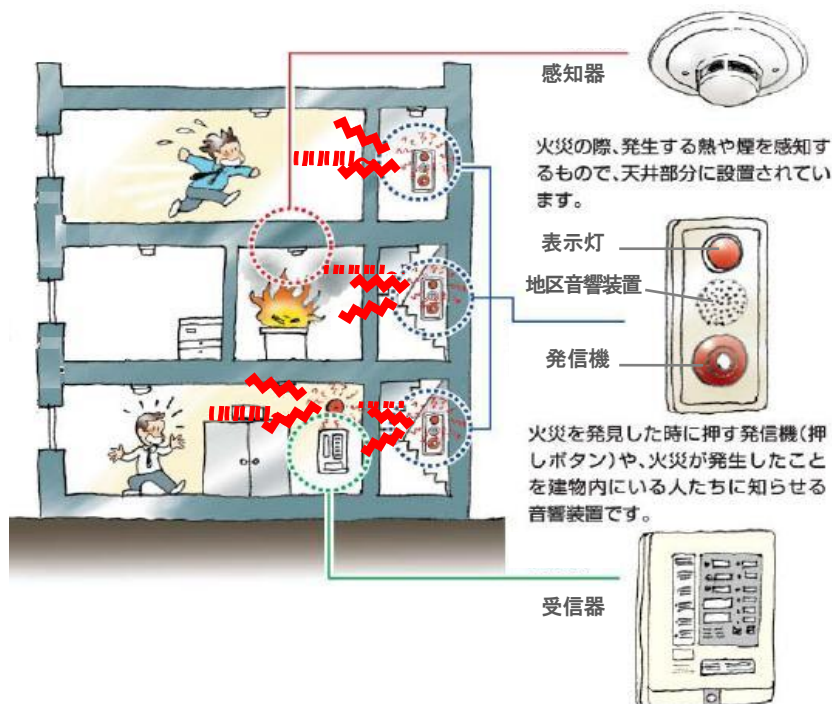 感知器
火災の際、発生する熱や煙を感知す
るもので、天井部分に設置されてい
ます。
表示灯
地区音響装置
発信機
火災を発見した時に押す発信機(押
しボタン)や、火災が発生したこと
を建物内にいる人たちに知らせる
音響装置です。
受信器